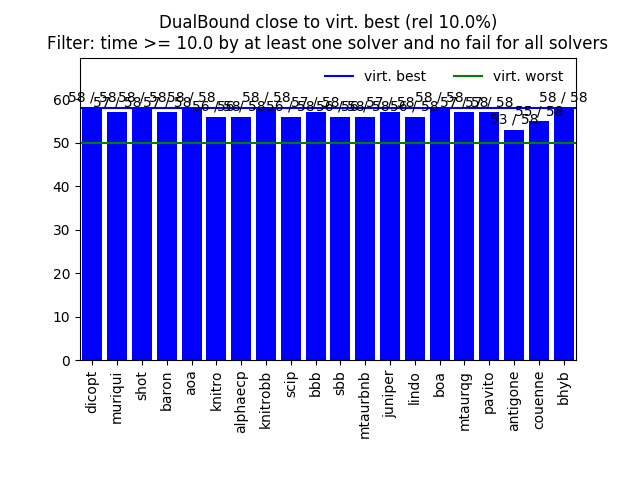 DualBound close to virt. best (rel 10.0%)
Filter: time >= 10.0 by at least one solver and no fail for all solvers
virt. best
virt. worst
60
50
40
30
20
10
0
58 / 58
57 / 58
58 / 58
57 / 58
58 / 58
56 / 58
56 / 58
58 / 58
56 / 58
57 / 58
56 / 58
56 / 58
57 / 58
56 / 58
58 / 58
57 / 58
57 / 58
53 / 58
55 / 58
58 / 58
dicopt
muriqui
shot
baron
aoa
knitro
alphaecp
knitrobb
scip
bbb
sbb
mtaurbnb
juniper
lindo
boa
mtaurqg
pavito
antigone
couenne
bhyb